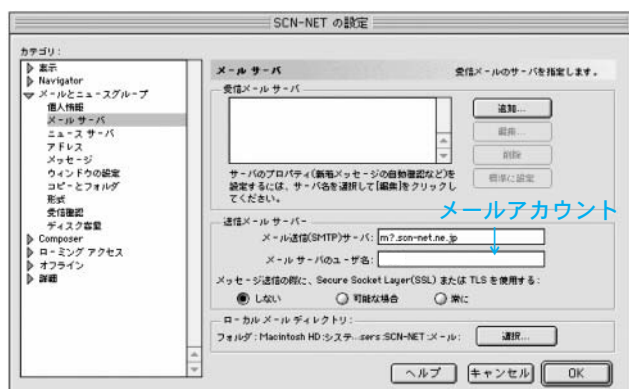 SCN-NET の設定
カテゴリ:
表示
Navigator
メールとニュースグループ
個人情報
メール サーバ
ニュース サーバ
アドレス
メッセージ
ウィンドウの設定
コピーとフォルダ
形式
受信確認
ディスク容量
Composer
ローミング アクセス
オフライン
詳細
メール サーバ
受信メールのサーバを指定します。
受信メール サーバ
追加...
編集...
削除
標準に設定
サーバのプロパティ(新着メッセージの自動確認など)を
設定するには、サーバ名を選択して[編集]をクリックし
てください。
メールアカウント
送信メール サーバー
メール送信(SMTP)サーバ: m?.scn-net.ne.jp
メール サーバのユーザ名:
メッセージ送信の際に、Secure Socket Layer(SSL) または TLS を使用する:
しない
可能な場合
常に
ローカル メール ディレクトリ:
フォルダ:Macintosh HD:システ...sers:SCN-NET:メール:
選択...
ヘルプ
キャンセル
OK